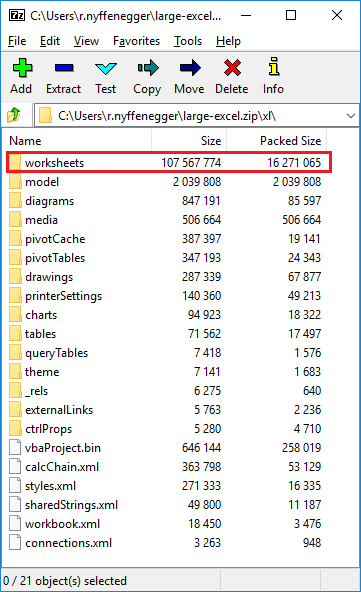 7z C:\Users\r.nyffenegger\large-exce...
File Edit View Favorites Tools Help
Add Extract Test Copy Move Delete Info
C:\Users\r.nyffenegger\large-excel.zip\xl\
Name Size Packed Size
worksheets 107 567 774 16 271 065
model 2 039 808 2 039 808
diagrams 847 191 85 597
media 506 664 506 664
pivotCache 387 397 19 141
pivotTables 347 193 24 343
drawings 287 339 67 877
printerSettings 140 360 49 213
charts 94 923 18 322
tables 71 562 17 497
queryTables 7 418 1 576
theme 7 141 1 683
_rels 6 275 640
externalLinks 5 763 2 236
ctrlProps 5 280 4 710
vbaProject.bin 646 144 258 019
calcChain.xml 363 798 53 129
styles.xml 271 333 16 335
sharedStrings.xml 49 800 11 187
workbook.xml 18 450 3 476
connections.xml 3 263 948
0 / 21 object(s) selected